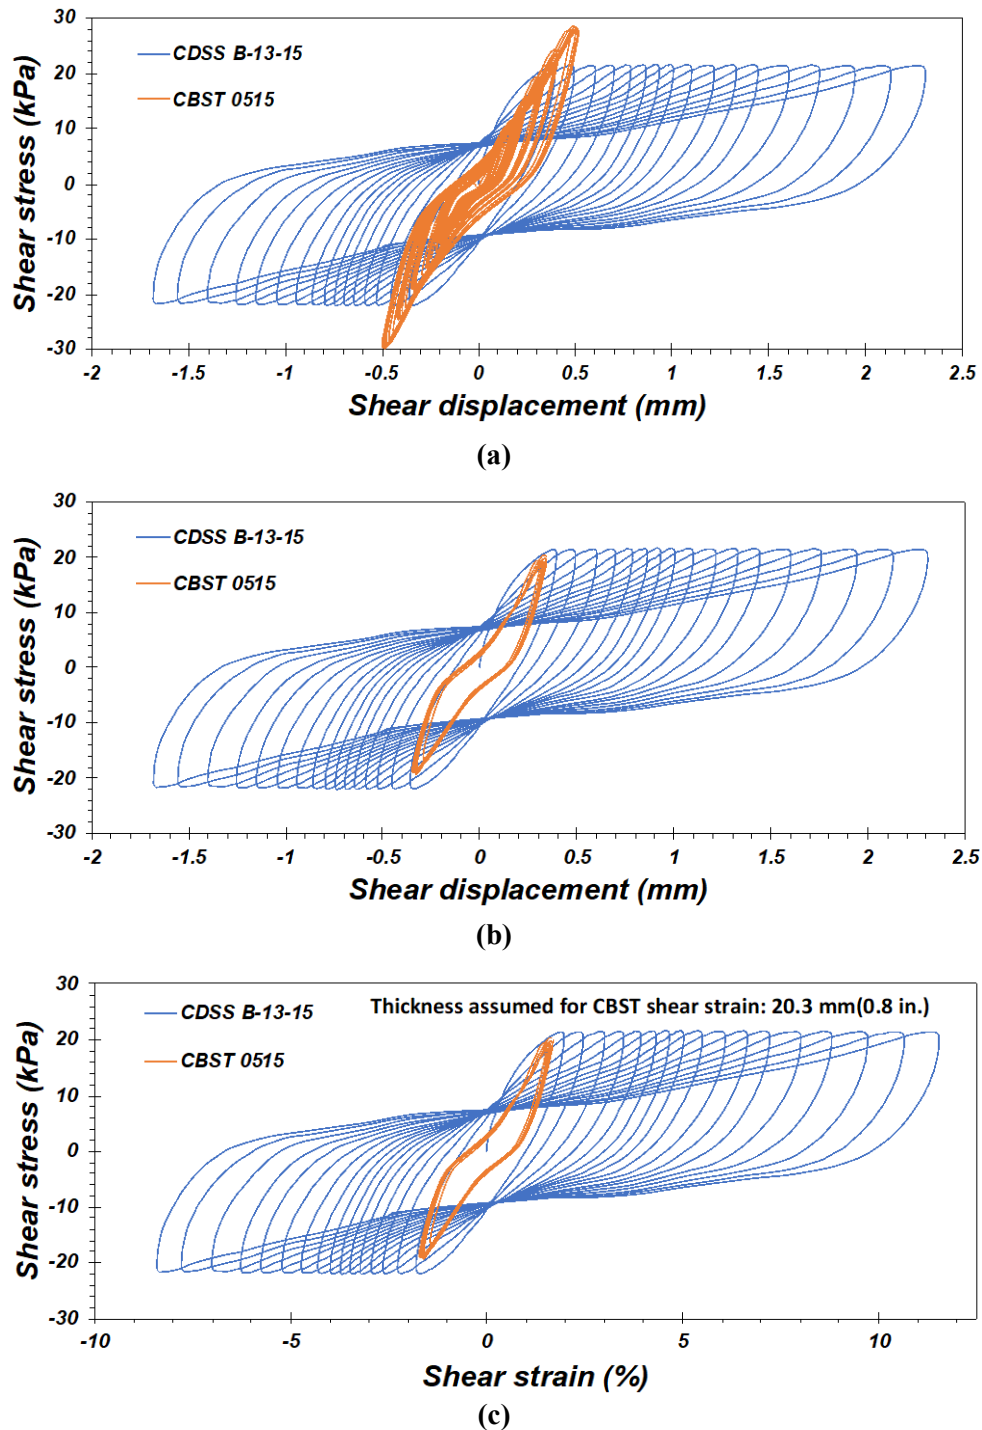 30
20
10
0
-10
-20
-30
Shear stress (kPa)
CDSS B-13-15
CBST 0515
-2 -1.5 -1 -0.5 0 0.5 1 1.5 2 2.5
Shear displacement (mm)
(a)
30
20
10
0
-10
-20
-30
Shear stress (kPa)
CDSS B-13-15
CBST 0515
-2 -1.5 -1 -0.5 0 0.5 1 1.5 2 2.5
Shear displacement (mm)
(b)
30
20
10
0
-10
-20
-30
Shear stress (kPa)
CDSS B-13-15
Thickness assumed for CBST shear strain: 20.3 mm(0.8 in.)
CBST 0515
-10 -5 0 5 10
Shear strain (%)
(c)